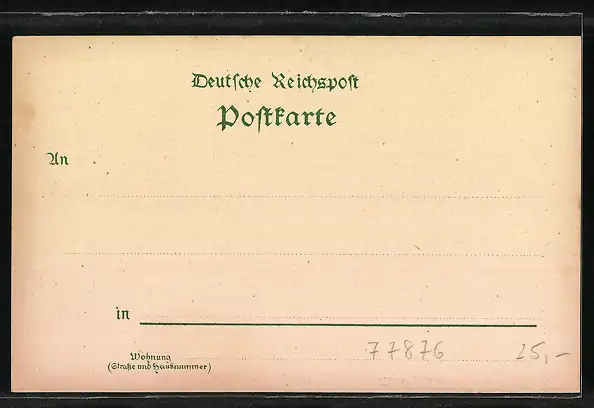 Deutsche Reichspost
Postkarte
An
in
Wohnung
(Straße und Hausnummer)
77876 25,-